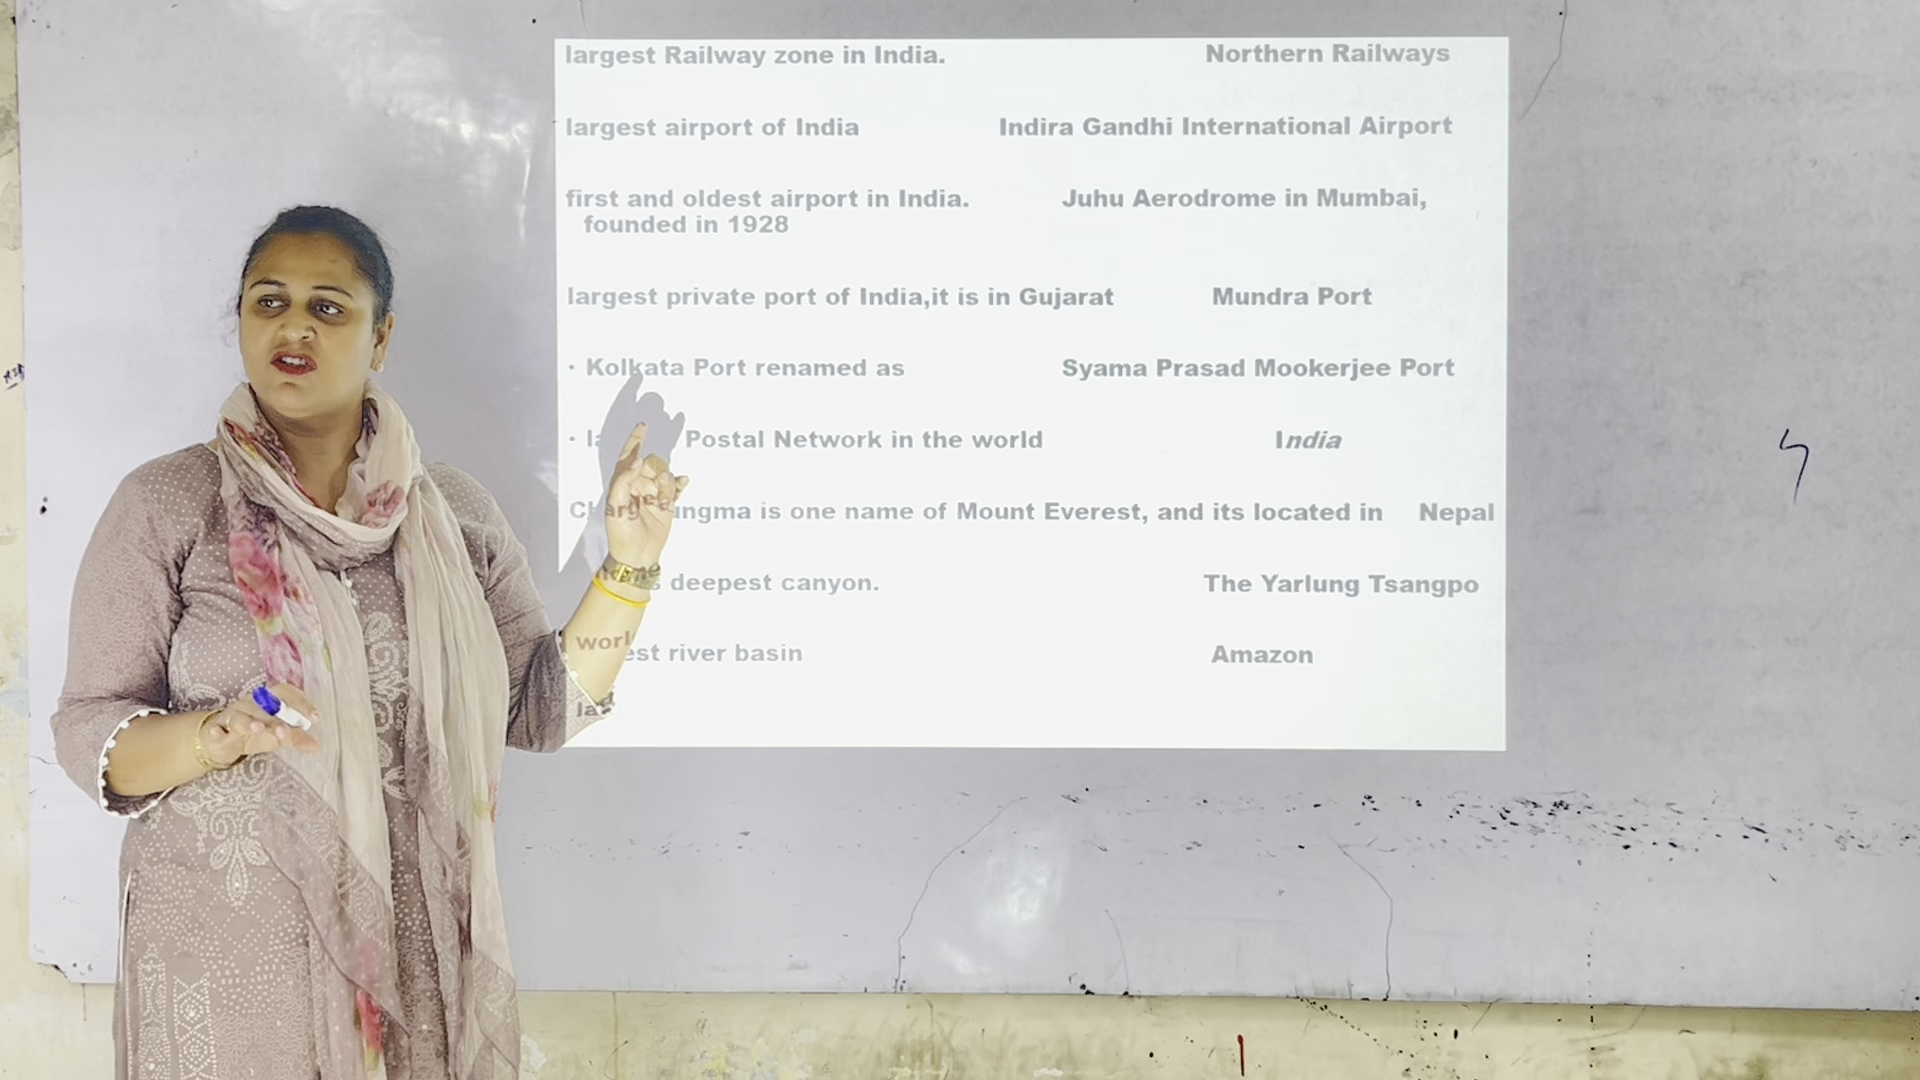 largest Railway zone in India. Northern Railways
largest airport of India Indira Gandhi International Airport
first and oldest airport in India. Juhu Aerodrome in Mumbai,
founded in 1928
largest private port of India,it is in Gujarat Mundra Port
· Kolkata Port renamed as Syama Prasad Mookerjee Port
· Postal Network in the world India
is one name of Mount Everest, and its located in Nepal
deepest canyon. The Yarlung Tsangpo
river basin Amazon